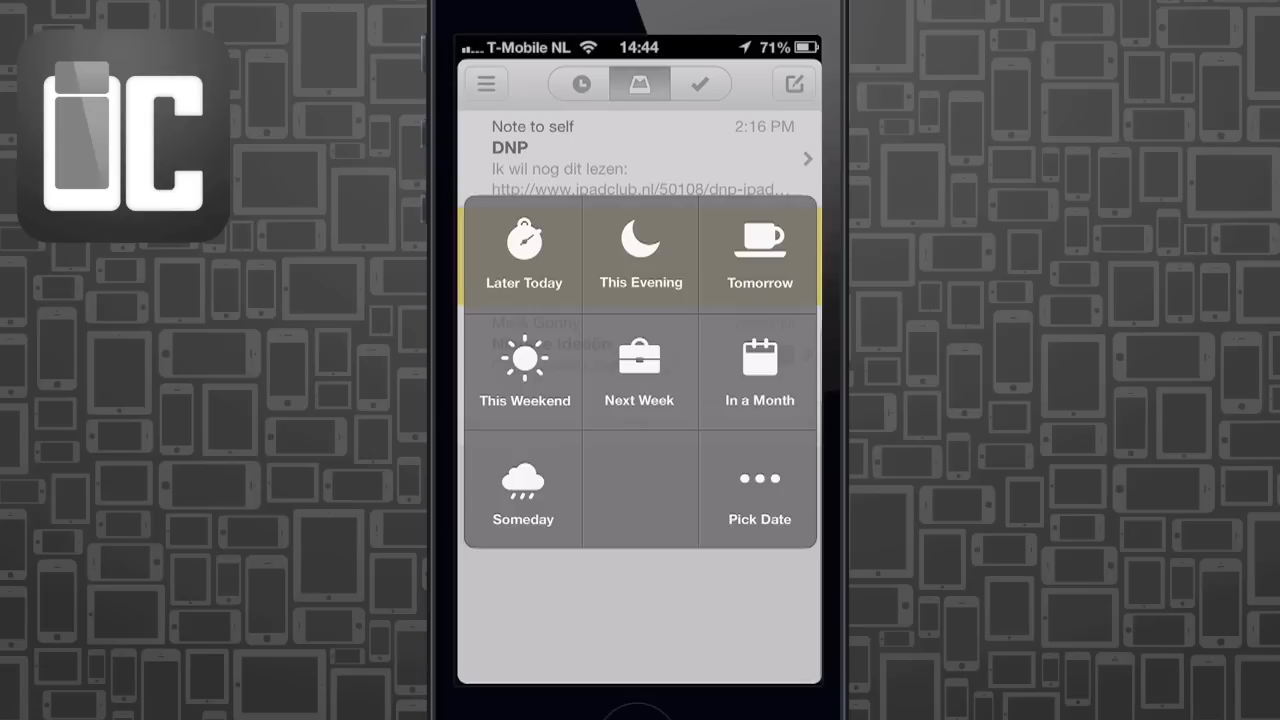 iC
T-Mobile NL 14:44 71%
Note to self 2:16 PM
DNP
Ik wil nog dit lezen:
http://www.ipadclub.nl/50108/dnp-ipad...
Later Today This Evening Tomorrow
This Weekend Next Week In a Month
Someday Pick Date